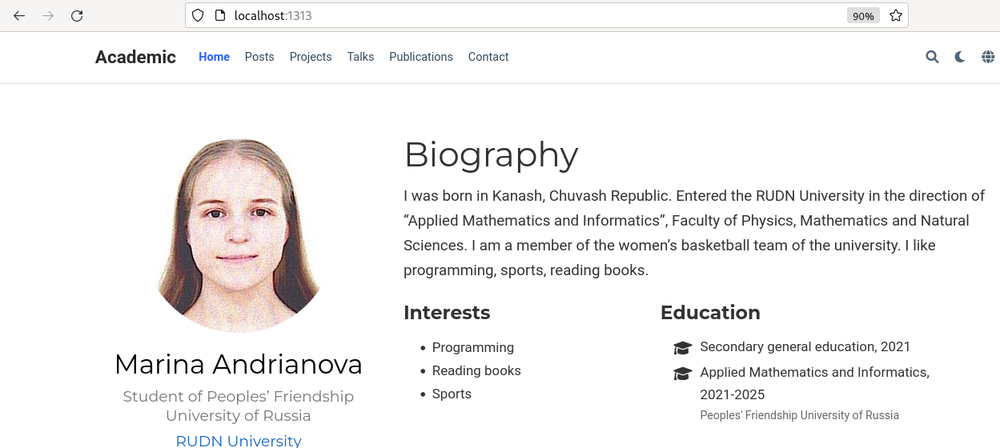 localhost:1313 90%
Academic Home Posts Projects Talks Publications Contact
Biography
I was born in Kanash, Chuvash Republic. Entered the RUDN University in the direction of
“Applied Mathematics and Informatics”, Faculty of Physics, Mathematics and Natural
Sciences. I am a member of the women’s basketball team of the university. I like
programming, sports, reading books.
Interests
• Programming
• Reading books
• Sports
Education
Secondary general education, 2021
Applied Mathematics and Informatics,
2021-2025
Peoples' Friendship University of Russia
Marina Andrianova
Student of Peoples’ Friendship
University of Russia
RUDN University